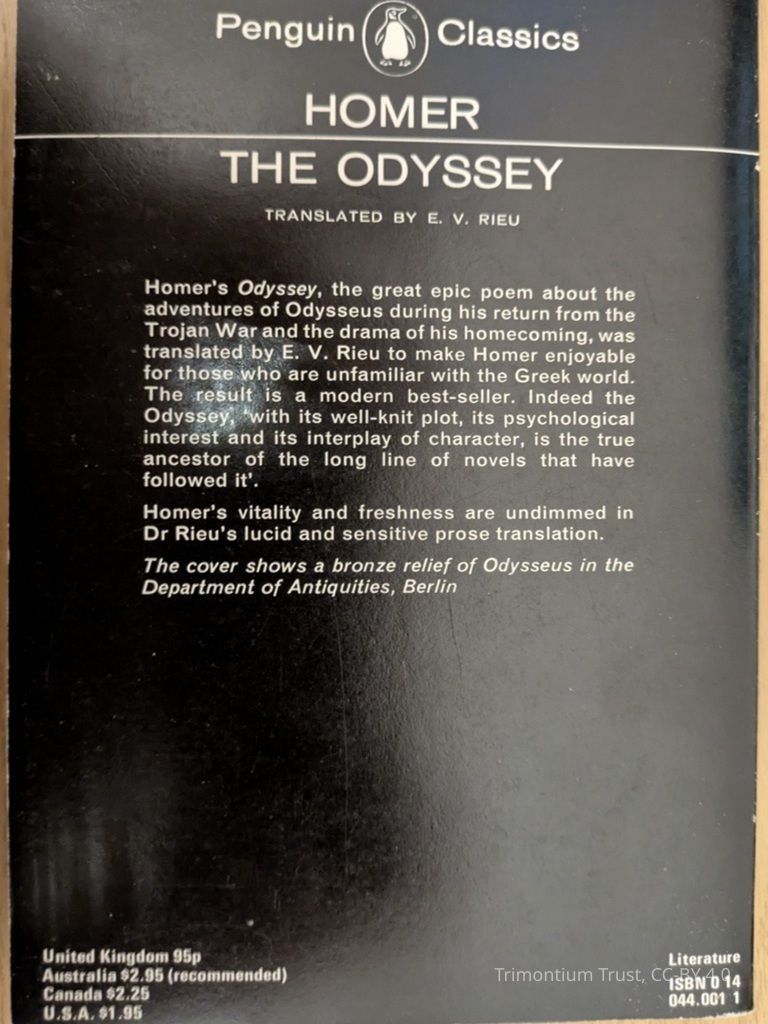 Penguin Classics
HOMER
THE ODYSSEY
TRANSLATED BY E. V. RIEU
Homer's Odyssey, the great epic poem about the
adventures of Odysseus during his return from the
Trojan War and the drama of his homecoming, was
translated by E. V. Rieu to make Homer enjoyable
for those who are unfamiliar with the Greek world.
The result is a modern best-seller. Indeed the
Odyssey, 'with its well-knit plot, its psychological
interest and its interplay of character, is the true
ancestor of the long line of novels that have
followed it'.
Homer's vitality and freshness are undimmed in
Dr Rieu's lucid and sensitive prose translation.
The cover shows a bronze relief of Odysseus in the
Department of Antiquities, Berlin
United Kingdom 95p
Australia $2.95 (recommended)
Canada $2.25
U.S.A. $1.95
Literature
ISBN 0 14
044.001 1
Trimontium Trust, CC-BY 4.0